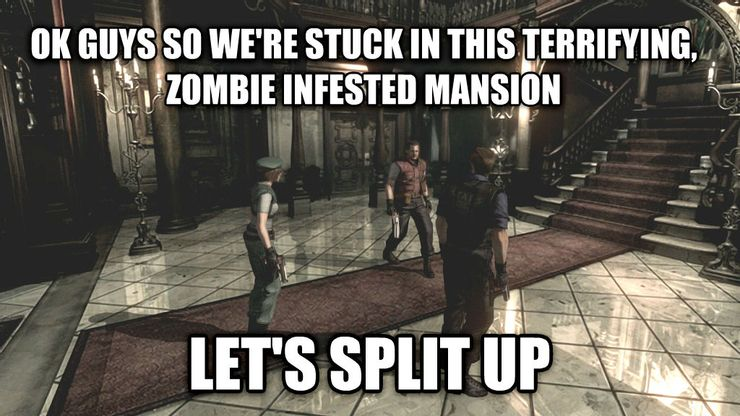 OK GUYS SO WE'RE STUCK IN THIS TERRIFYING,
ZOMBIE INFESTED MANSION
LET'S SPLIT UP